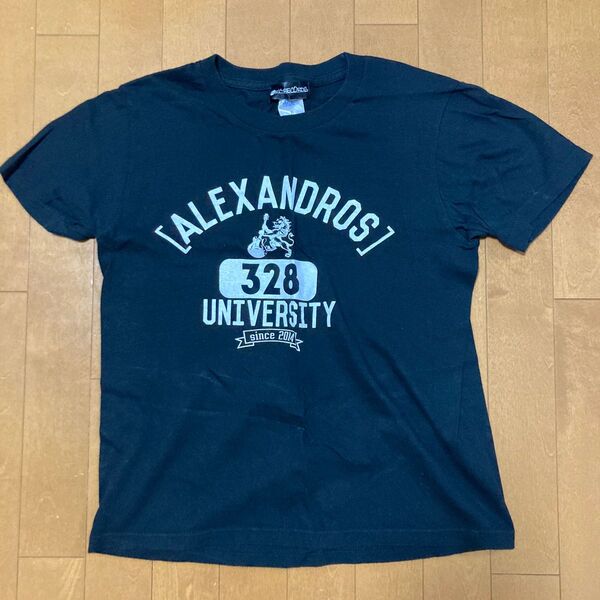 [ALEXANDROS]
328
UNIVERSITY
since 2014